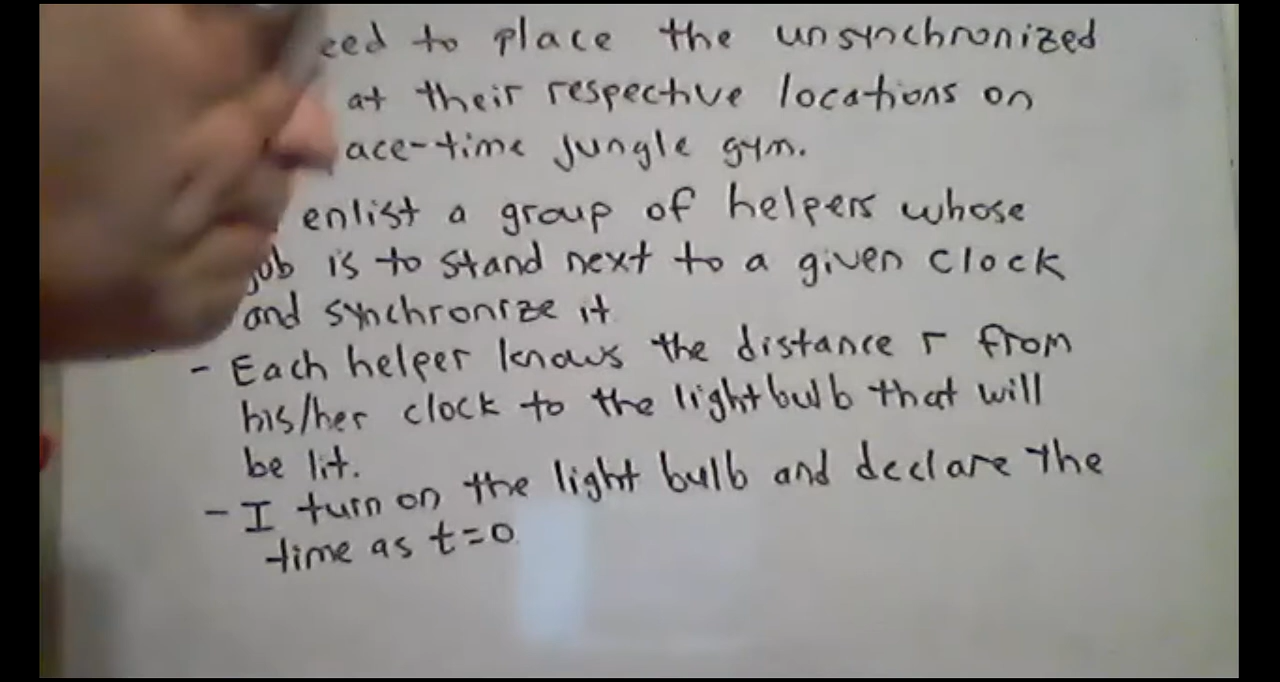 eed to place the unsynchronized
at their respective locations on
ace-time jungle gym.
enlist a group of helpers whose
job is to stand next to a given clock
and synchronize it
- Each helper knows the distance r from
his/her clock to the lightbulb that will
be lit.
- I turn on the light bulb and declare the
time as t=0